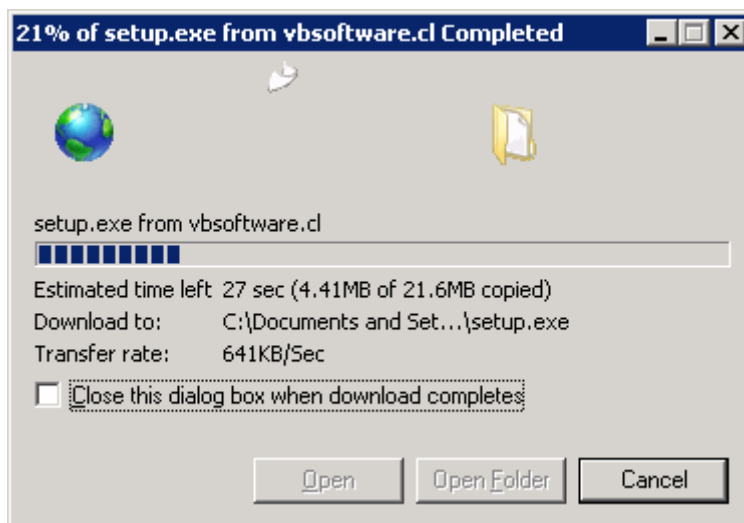 21% of setup.exe from vbsoftware.cl Completed
setup.exe from vbsoftware.cl
Estimated time left 27 sec (4.41MB of 21.6MB copied)
Download to: C:\Documents and Set...\setup.exe
Transfer rate: 641KB/Sec
Close this dialog box when download completes
Open Open Folder Cancel